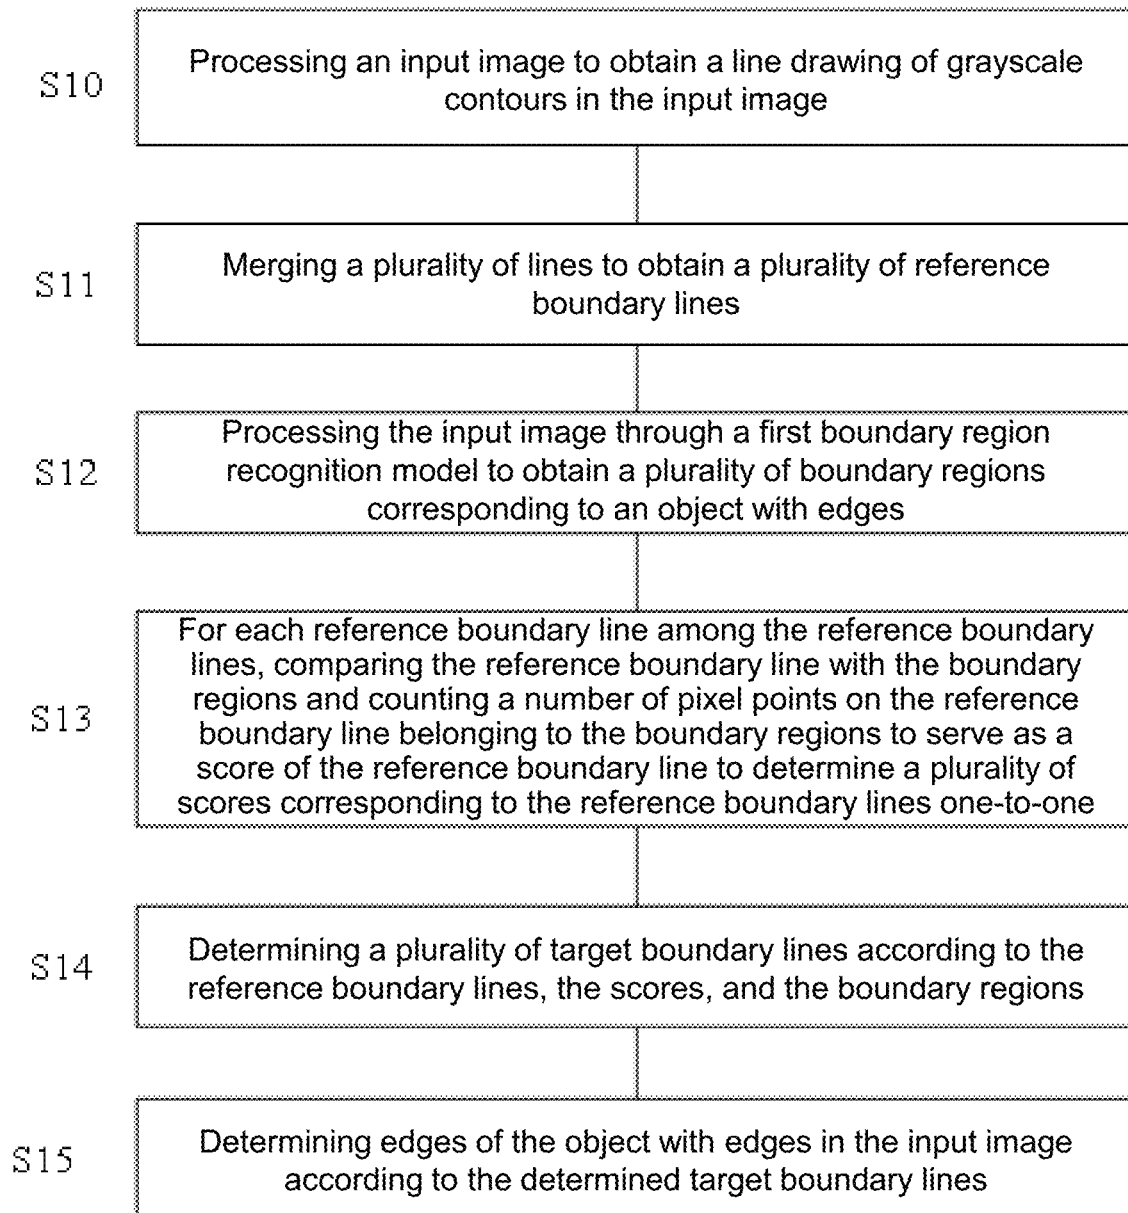 S10
Processing an input image to obtain a line drawing of grayscale
contours in the input image
S11
Merging a plurality of lines to obtain a plurality of reference
boundary lines
S12
Processing the input image through a first boundary region
recognition model to obtain a plurality of boundary regions
corresponding to an object with edges
S13
For each reference boundary line among the reference boundary
lines, comparing the reference boundary line with the boundary
regions and counting a number of pixel points on the reference
boundary line belonging to the boundary regions to serve as a
score of the reference boundary line to determine a plurality of
scores corresponding to the reference boundary lines one-to-one
S14
Determining a plurality of target boundary lines according to the
reference boundary lines, the scores, and the boundary regions
S15
Determining edges of the object with edges in the input image
according to the determined target boundary lines